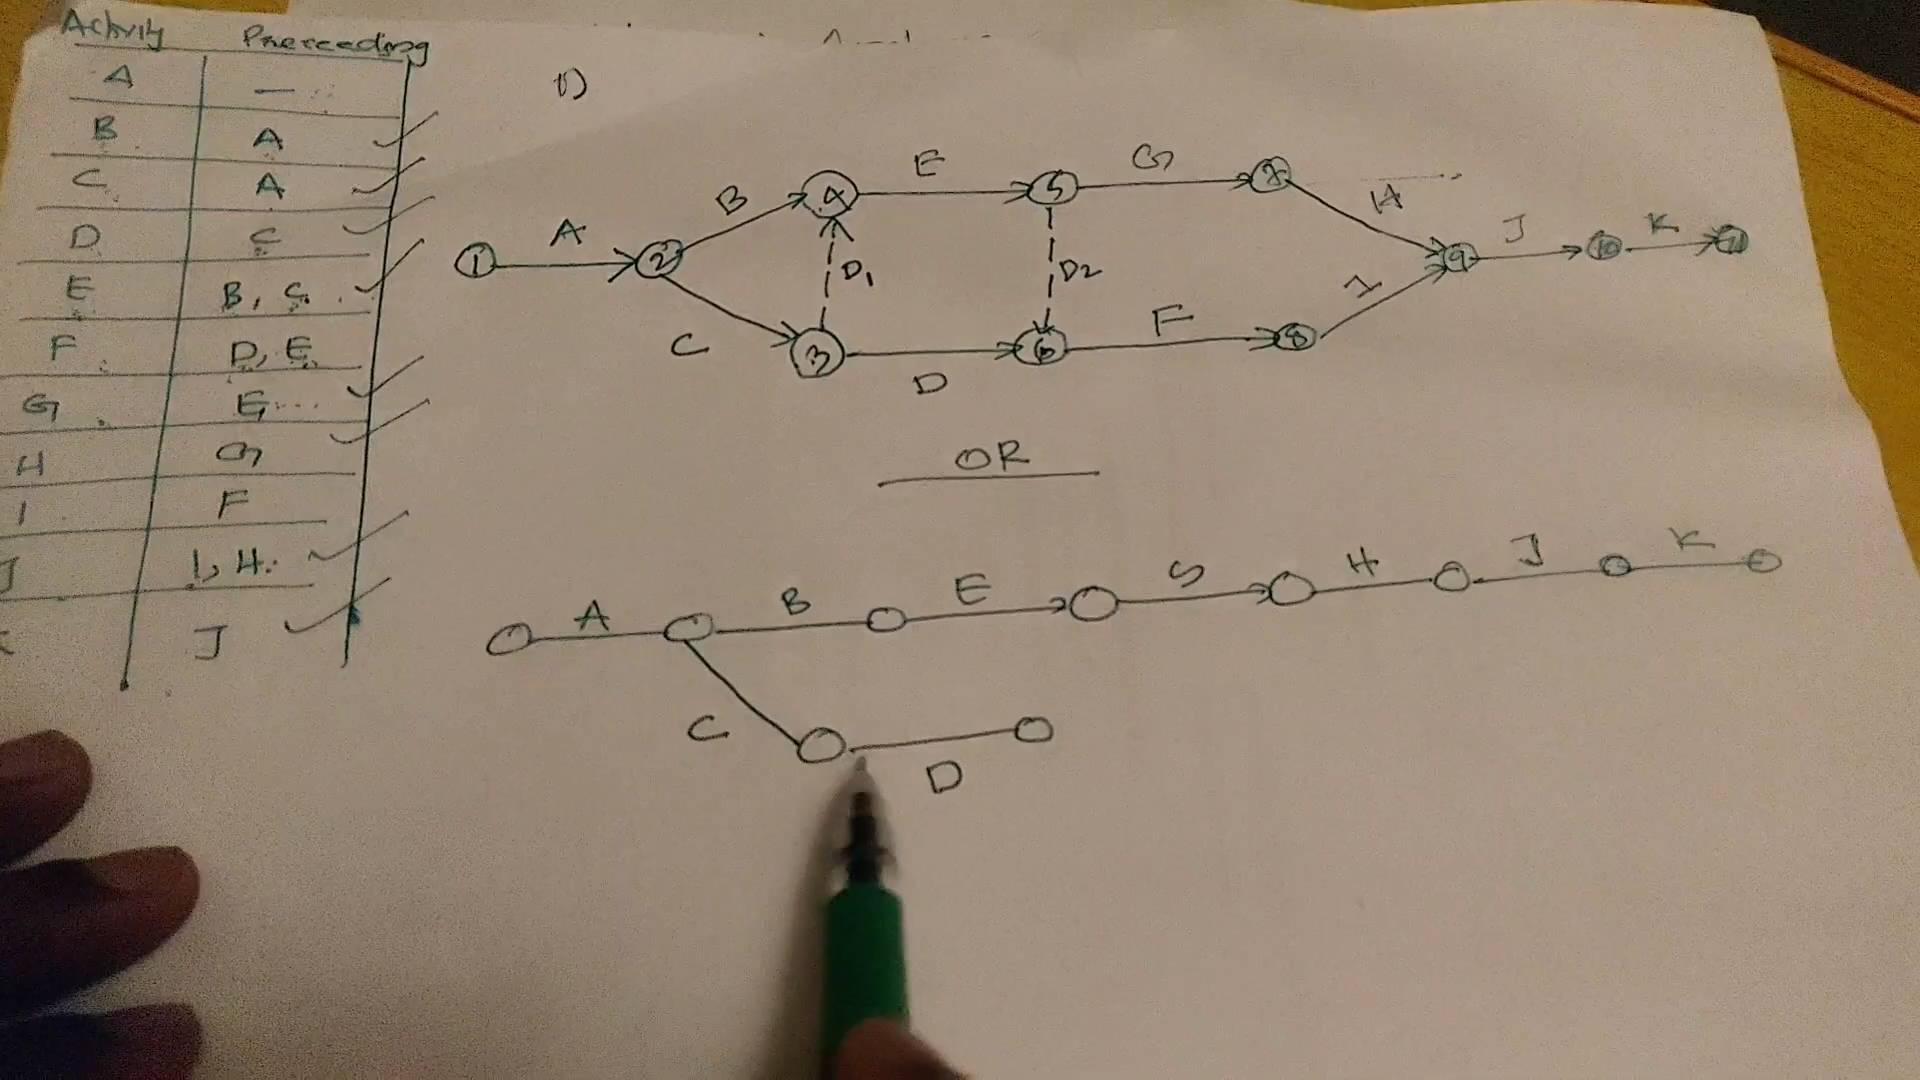 Activity Preceeding
A —
B A
C A
D C
E B, C
F D, E
G E
H G
I F
J I, H
J
1)
A B C D1 E D D2 G F H I J K
1 2 3 4 5 6 7 8 9 10 11
OR
A B E G H J K
C D